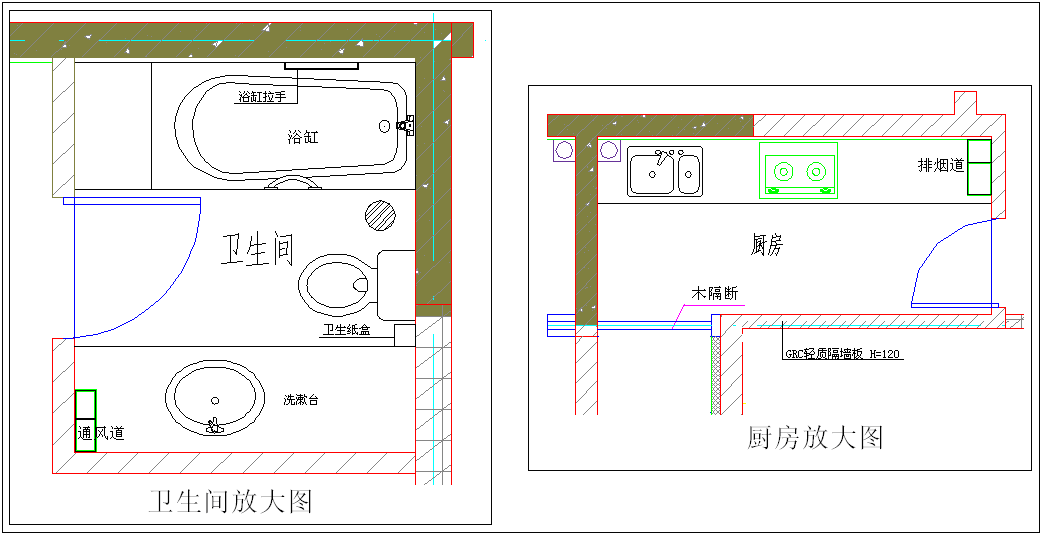 浴缸拉手
浴缸
卫生间
卫生纸盒
洗漱台
通风道
卫生间放大图
排烟道
厨房
木隔断
GRC轻质隔墙板 H=120
厨房放大图